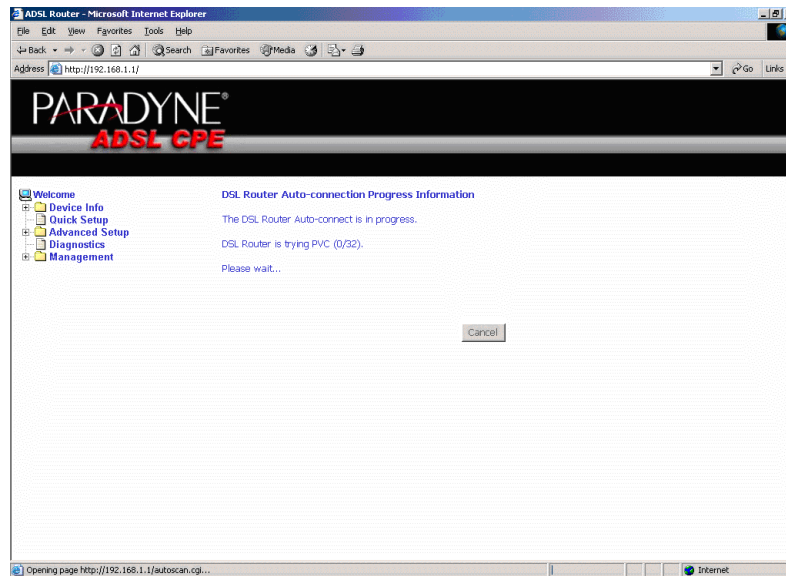 ADSL Router - Microsoft Internet Explorer
File Edit View Favorites Tools Help
Back Search Favorites Media
Address http://192.168.1.1/ Go Links
PARADYNE®
ADSL CPE
Welcome
Device Info
Quick Setup
Advanced Setup
Diagnostics
Management
DSL Router Auto-connection Progress Information
The DSL Router Auto-connect is in progress.
DSL Router is trying PVC (0/32).
Please wait...
Cancel
Opening page http://192.168.1.1/autoscan.cgi... Internet